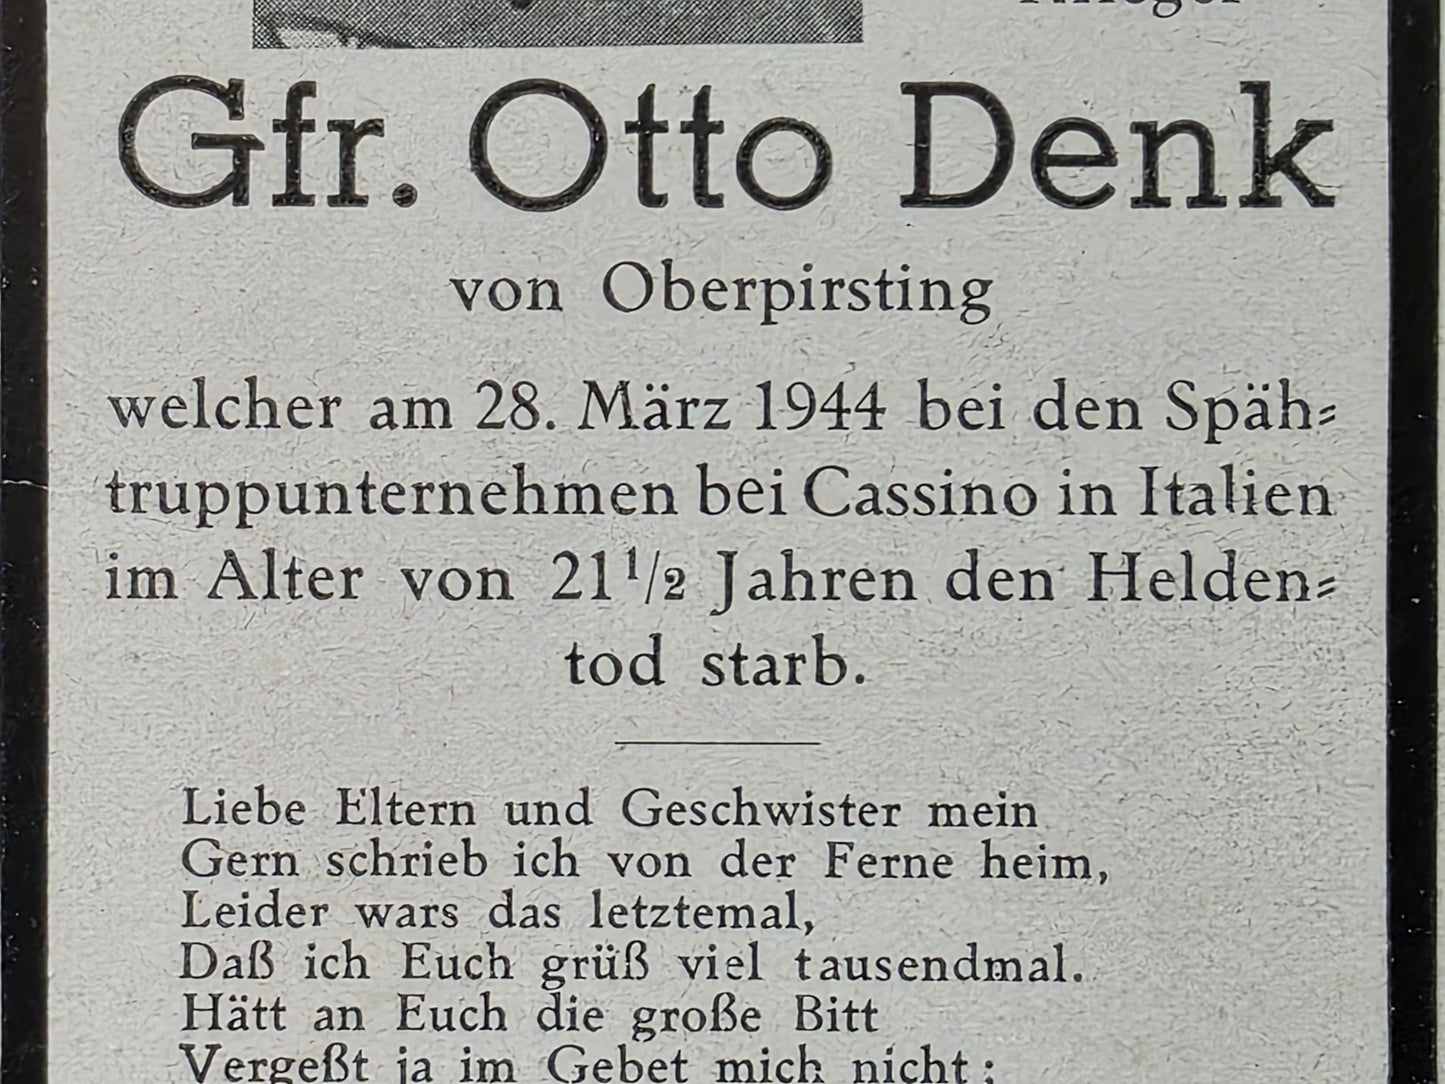 Krieger
Gfr. Otto Denk
von Oberpirsting
welcher am 28. März 1944 bei den Späh-
truppunternehmen bei Cassino in Italien
im Alter von 21 1/2 Jahren den Helden-
tod starb.
Liebe Eltern und Geschwister mein
Gern schrieb ich von der Ferne heim,
Leider wars das letztemal,
Daß ich Euch grüß viel tausendmal.
Hätt an Euch die große Bitt
Vergeßt ja im Gebet mich nicht;